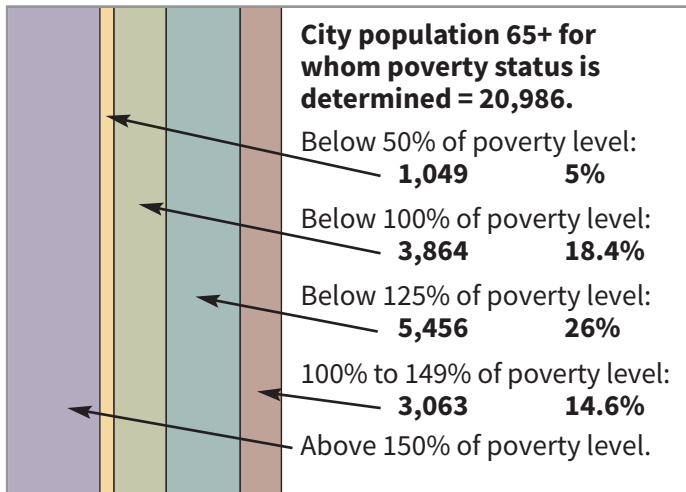 City population 65+ for
whom poverty status is
determined = 20,986.
Below 50% of poverty level:
1,049 5%
Below 100% of poverty level:
3,864 18.4%
Below 125% of poverty level:
5,456 26%
100% to 149% of poverty level:
3,063 14.6%
Above 150% of poverty level.